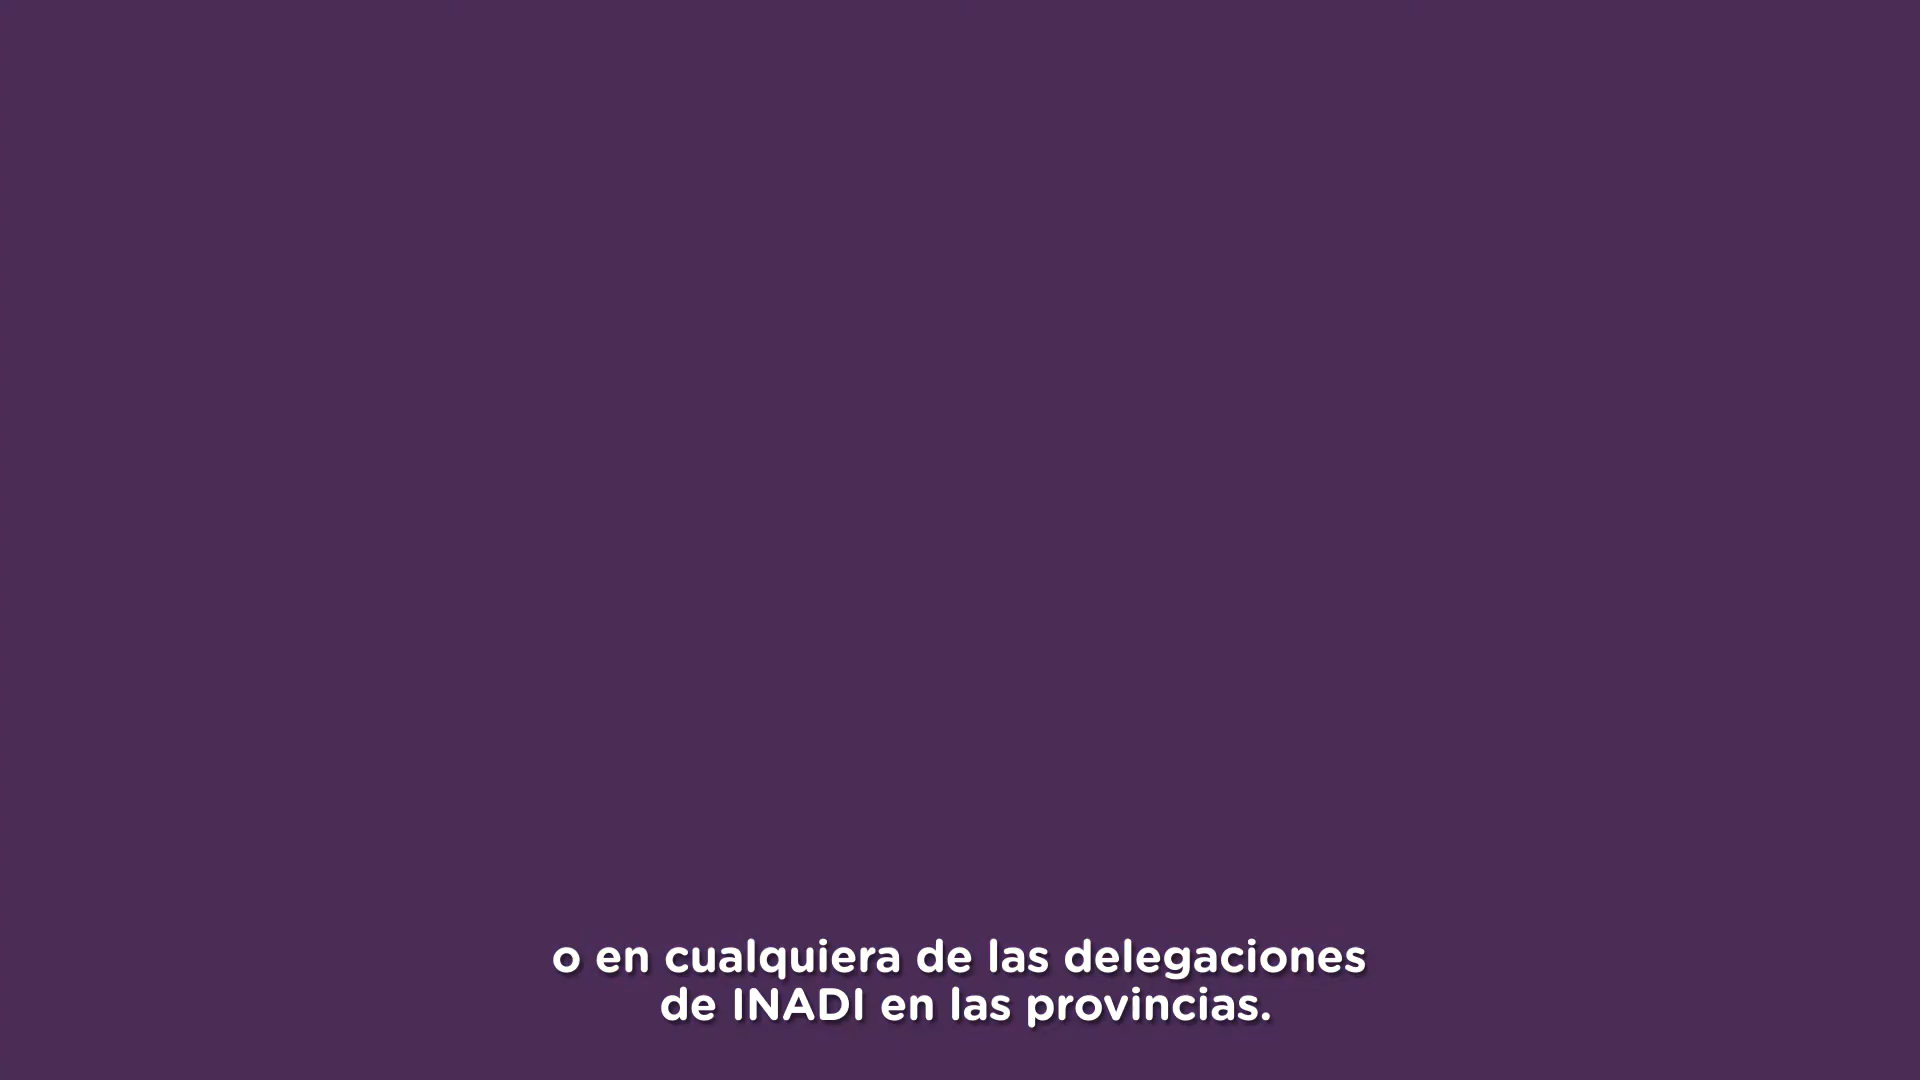 o en cualquiera de las delegaciones
de INADI en las provincias.